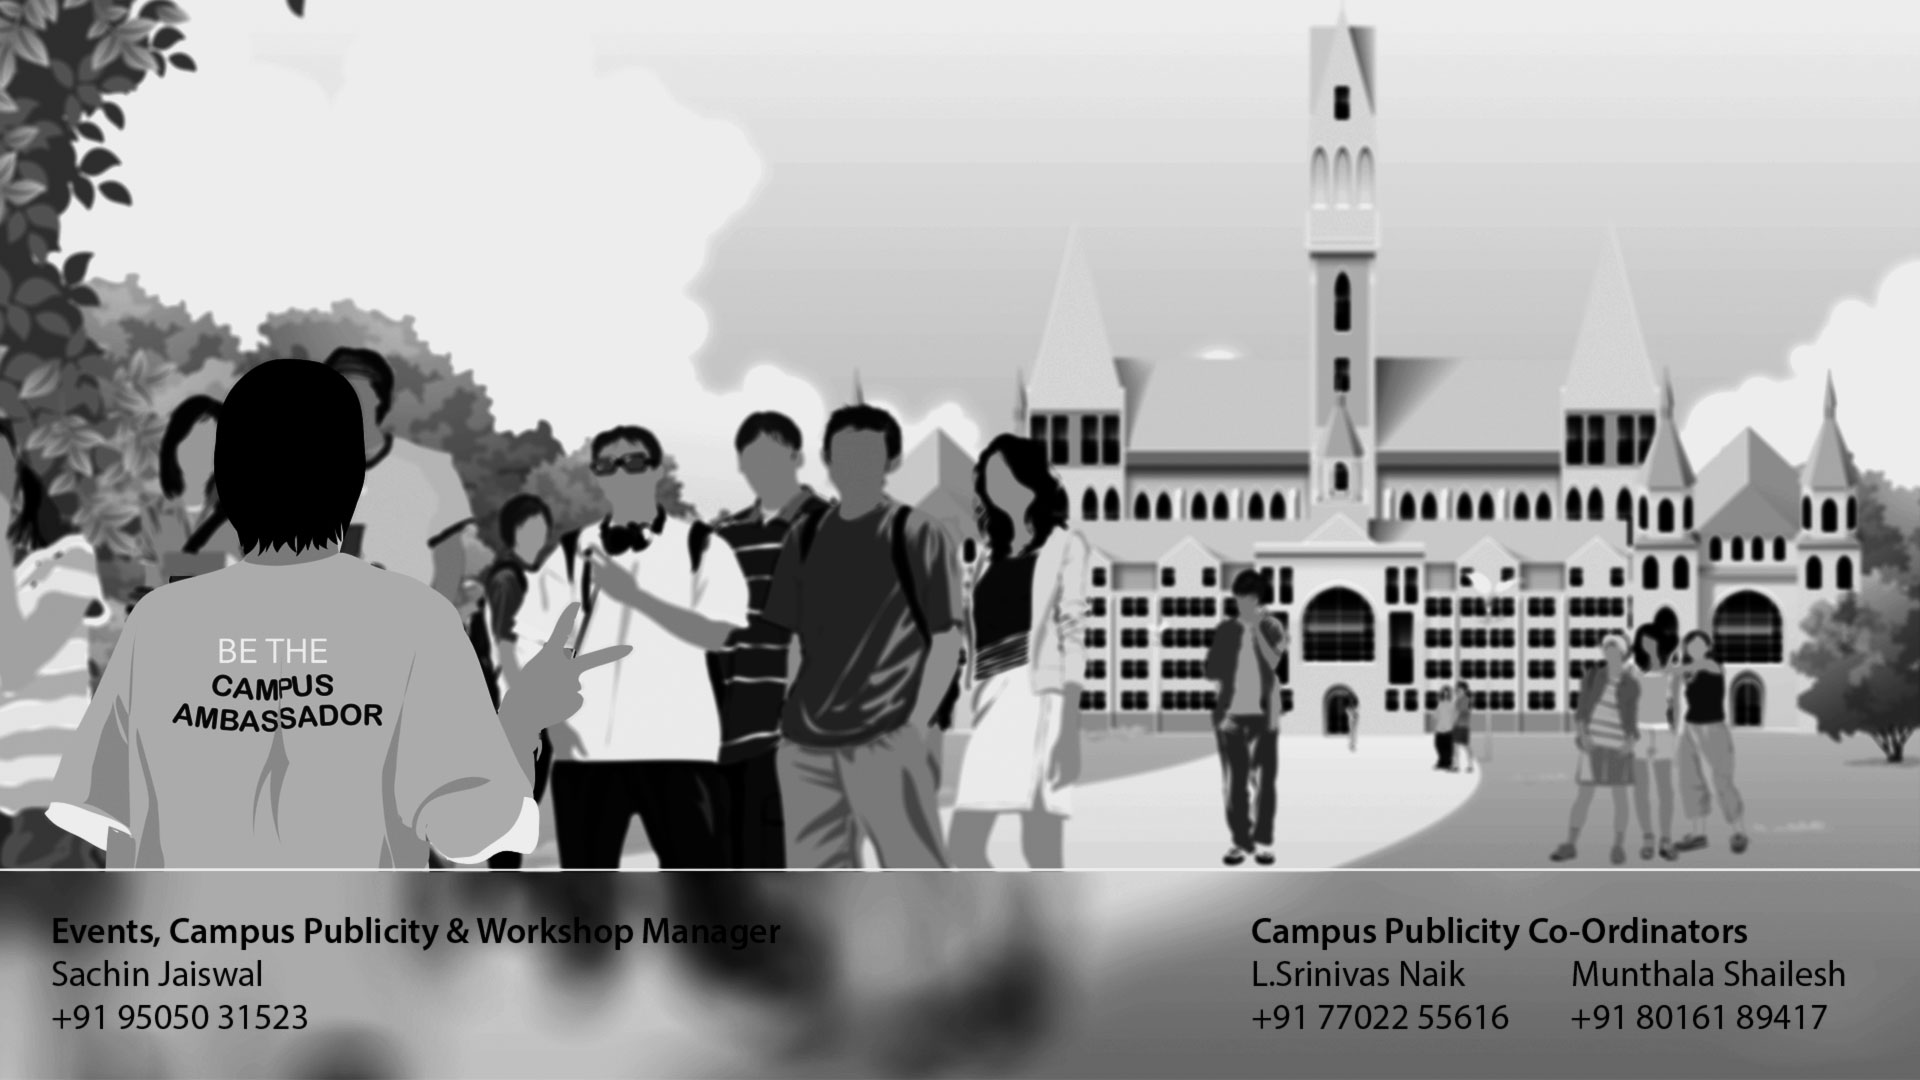 BE THE
CAMPUS
AMBASSADOR
Events, Campus Publicity & Workshop Manager
Sachin Jaiswal
+91 95050 31523
Campus Publicity Co-Ordinators
L.Srinivas Naik Munthala Shailesh
+91 77022 55616 +91 80161 89417